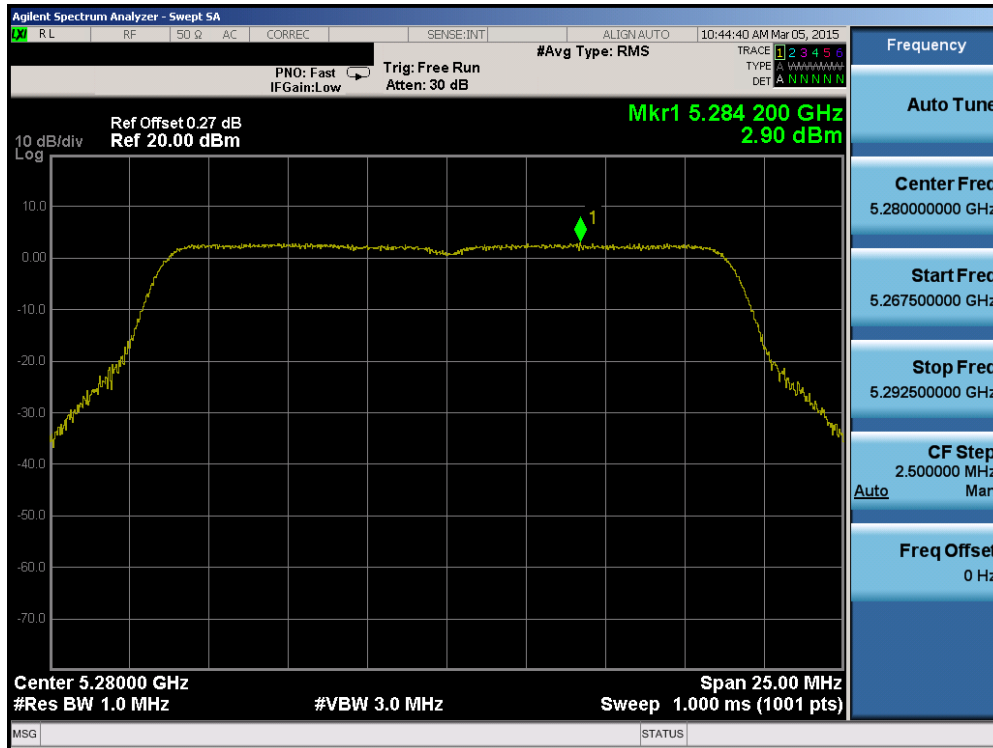 Agilent Spectrum Analyzer - Swept SA
LXI RL RF 50 Ω AC CORREC SENSE:INT ALIGN AUTO 10:44:40 AM Mar 05, 2015
#Avg Type: RMS TRACE 1 2 3 4 5 6
PNO: Fast Trig: Free Run TYPE A WWWWW
IFGain:Low Atten: 30 dB DET A N N N N N
Mkr1 5.284 200 GHz
2.90 dBm
Ref Offset 0.27 dB
10 dB/div Ref 20.00 dBm
Log
10.0
0.00
-10.0
-20.0
-30.0
-40.0
-50.0
-60.0
-70.0
1
Center 5.28000 GHz Span 25.00 MHz
#Res BW 1.0 MHz #VBW 3.0 MHz Sweep 1.000 ms (1001 pts)
MSG STATUS
Frequency
Auto Tune
Center Freq
5.280000000 GHz
Start Freq
5.267500000 GHz
Stop Freq
5.292500000 GHz
CF Step
2.500000 MHz
Auto Man
Freq Offset
0 Hz